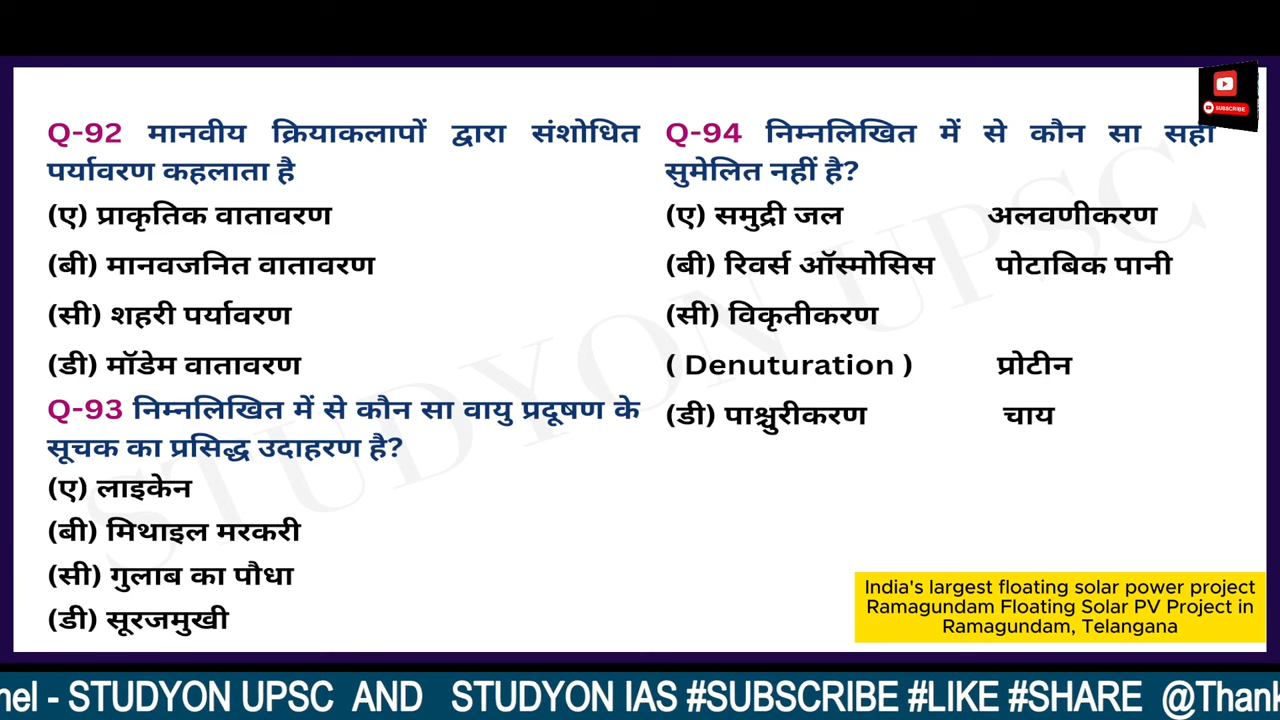 SUBSCRIBE
Q-92 मानवीय क्रियाकलापों द्वारा संशोधित
पर्यावरण कहलाता है
(ए) प्राकृतिक वातावरण
(बी) मानवजनित वातावरण
(सी) शहरी पर्यावरण
(डी) मॉडेम वातावरण
Q-93 निम्नलिखित में से कौन सा वायु प्रदूषण के
सूचक का प्रसिद्ध उदाहरण है?
(ए) लाइकेन
(बी) मिथाइल मरकरी
(सी) गुलाब का पौधा
(डी) सूरजमुखी
Q-94 निम्नलिखित में से कौन सा सही
सुमेलित नहीं है?
(ए) समुद्री जल अलवणीकरण
(बी) रिवर्स ऑस्मोसिस पोटाबिक पानी
(सी) विकृतीकरण
( Denuturation ) प्रोटीन
(डी) पाश्चुरीकरण चाय
STUDYON UPSC
India's largest floating solar power project
Ramagundam Floating Solar PV Project in
Ramagundam, Telangana
nel - STUDYON UPSC AND STUDYON IAS #SUBSCRIBE #LIKE #SHARE @Thank